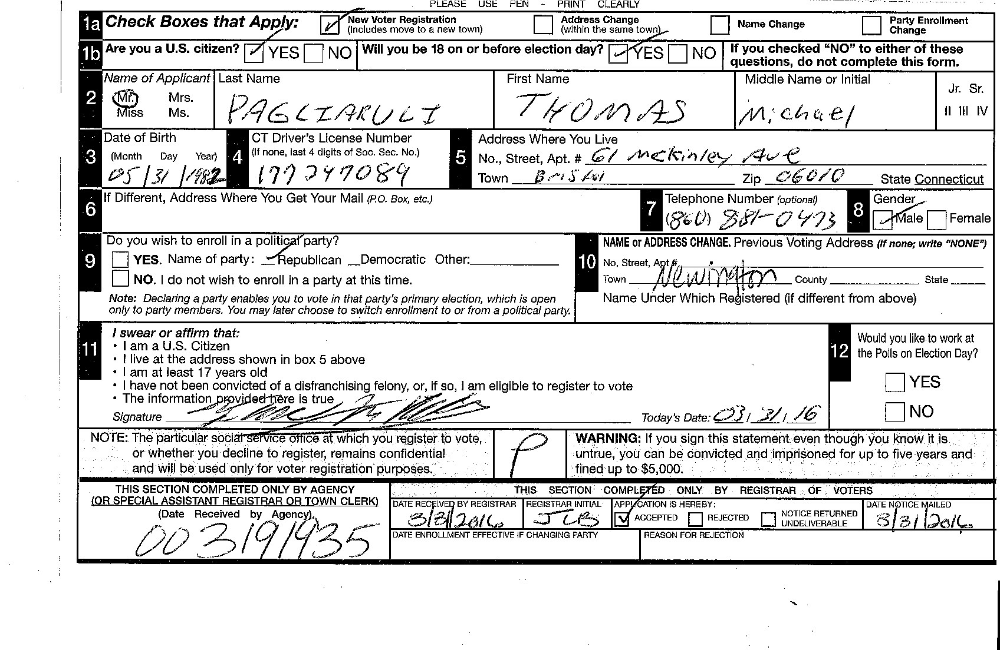 PLEASE USE PEN - PRINT CLEARLY
1a Check Boxes that Apply: New Voter Registration (Includes move to a new town) Address Change (within the same town) Name Change Party Enrollment Change
1b Are you a U.S. citizen? YES NO Will you be 18 on or before election day? YES NO If you checked "NO" to either of these questions, do not complete this form.
2 Name of Applicant Last Name First Name Middle Name or Initial
Mr. Mrs. Jr. Sr.
Miss Ms. PAGLIARULI THOMAS Michael II III IV
3 Date of Birth 4 CT Driver's License Number 5 Address Where You Live
(Month Day Year) (If none, last 4 digits of Soc. Sec. No.) No., Street, Apt. # 61 McKinley Ave
05/31/1982 177247089 Town Bristol Zip 06010 State Connecticut
6 If Different, Address Where You Get Your Mail (P.O. Box, etc.) 7 Telephone Number (optional) 8 Gender
(860) 881-0473 Male Female
9 Do you wish to enroll in a political party? 10 NAME or ADDRESS CHANGE. Previous Voting Address (If none; write "NONE")
YES. Name of party: Republican Democratic Other: No, Street, Apt #
NO. I do not wish to enroll in a party at this time. Town Newington County State
Note: Declaring a party enables you to vote in that party's primary election, which is open Name Under Which Registered (if different from above)
only to party members. You may later choose to switch enrollment to or from a political party.
11 I swear or affirm that: 12 Would you like to work at
• I am a U.S. Citizen the Polls on Election Day?
• I live at the address shown in box 5 above
• I am at least 17 years old YES
• I have not been convicted of a disfranchising felony, or, if so, I am eligible to register to vote
• The information provided here is true NO
Signature Today's Date: 03/31/16
NOTE: The particular social service office at which you register to vote, P WARNING: If you sign this statement even though you know it is
or whether you decline to register, remains confidential untrue, you can be convicted and imprisoned for up to five years and
and will be used only for voter registration purposes. fined up to $5,000.
THIS SECTION COMPLETED ONLY BY AGENCY THIS SECTION COMPLETED ONLY BY REGISTRAR OF VOTERS
(OR SPECIAL ASSISTANT REGISTRAR OR TOWN CLERK) DATE RECEIVED BY REGISTRAR REGISTRAR INITIAL APPLICATION IS HEREBY: DATE NOTICE MAILED
(Date Received by Agency) 3/31/2016 JCB ACCEPTED REJECTED NOTICE RETURNED UNDELIVERABLE 3/31/2016
003191935 DATE ENROLLMENT EFFECTIVE IF CHANGING PARTY REASON FOR REJECTION